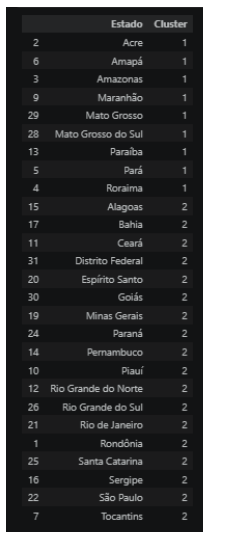 Estado Cluster
2 Acre 1
6 Amapá 1
3 Amazonas 1
9 Maranhão 1
29 Mato Grosso 1
28 Mato Grosso do Sul 1
13 Paraíba 1
5 Pará 1
4 Roraima 1
15 Alagoas 2
17 Bahia 2
11 Ceará 2
31 Distrito Federal 2
20 Espírito Santo 2
30 Goiás 2
19 Minas Gerais 2
24 Paraná 2
14 Pernambuco 2
10 Piauí 2
12 Rio Grande do Norte 2
26 Rio Grande do Sul 2
21 Rio de Janeiro 2
1 Rondônia 2
25 Santa Catarina 2
16 Sergipe 2
22 São Paulo 2
7 Tocantins 2